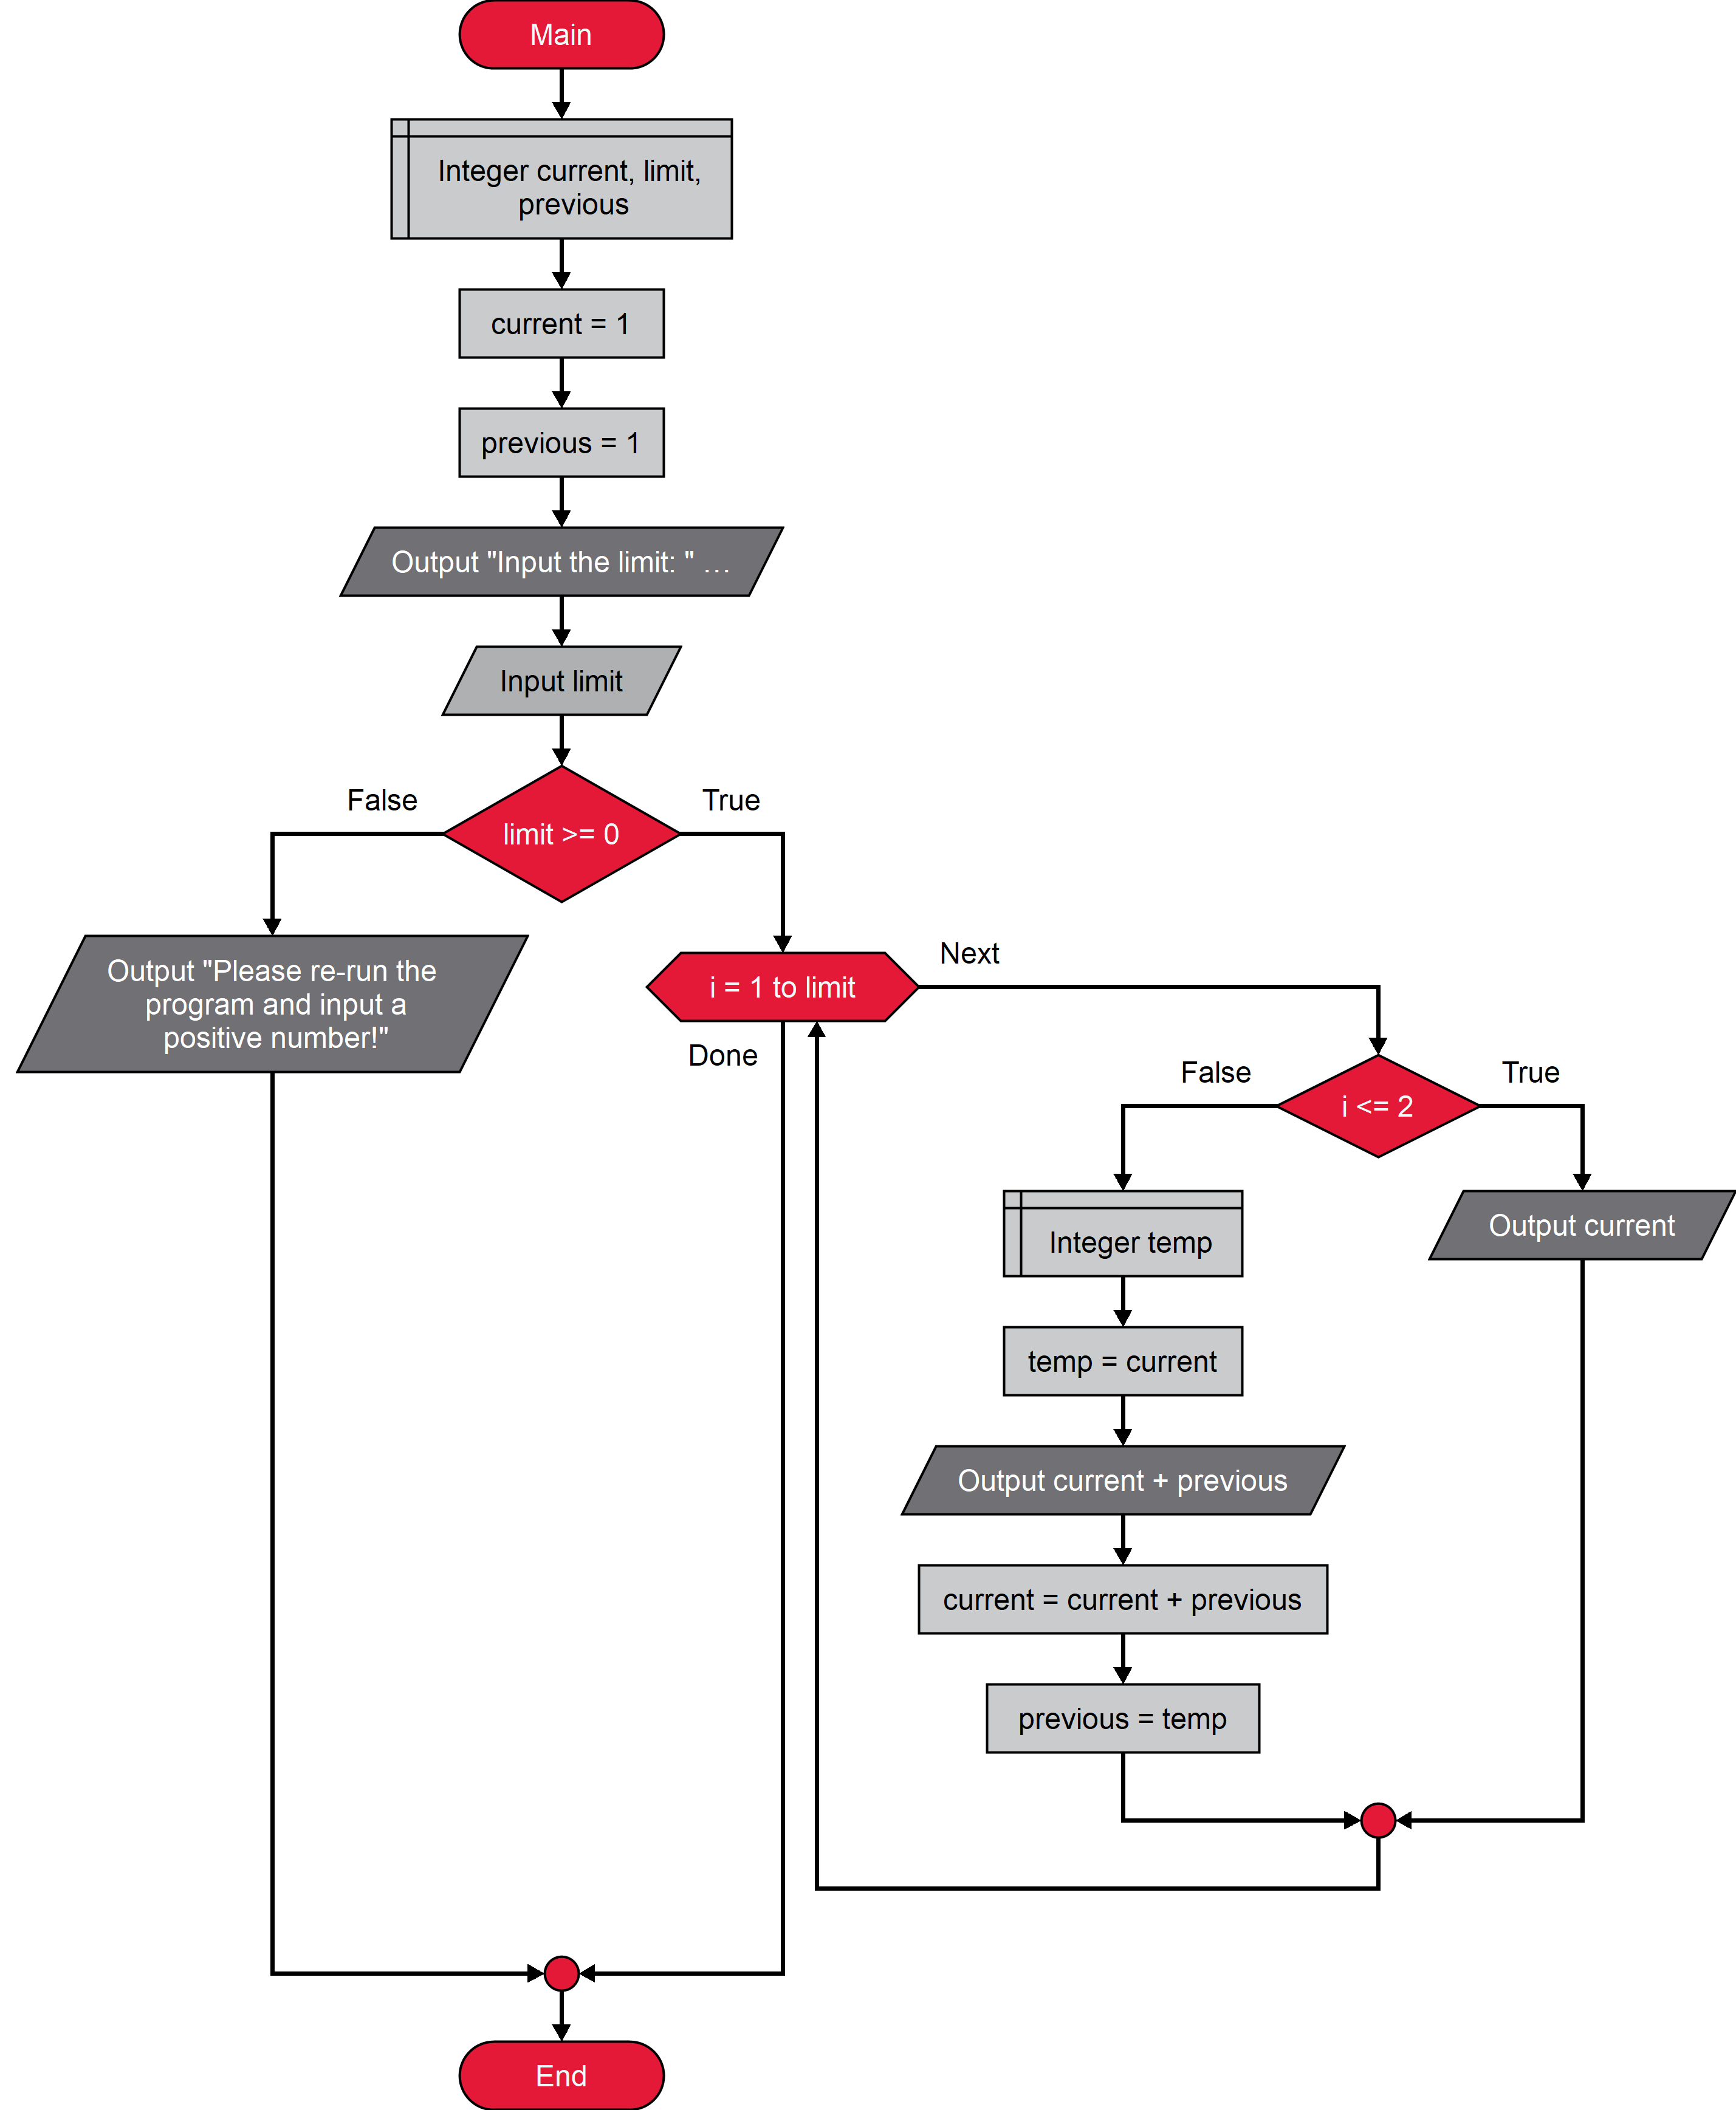 Main
Integer current, limit,
previous
current = 1
previous = 1
Output "Input the limit: " …
Input limit
False
True
limit >= 0
Output "Please re-run the
program and input a
positive number!"
i = 1 to limit
Next
Done
False
True
i <= 2
Integer temp
Output current
temp = current
Output current + previous
current = current + previous
previous = temp
End